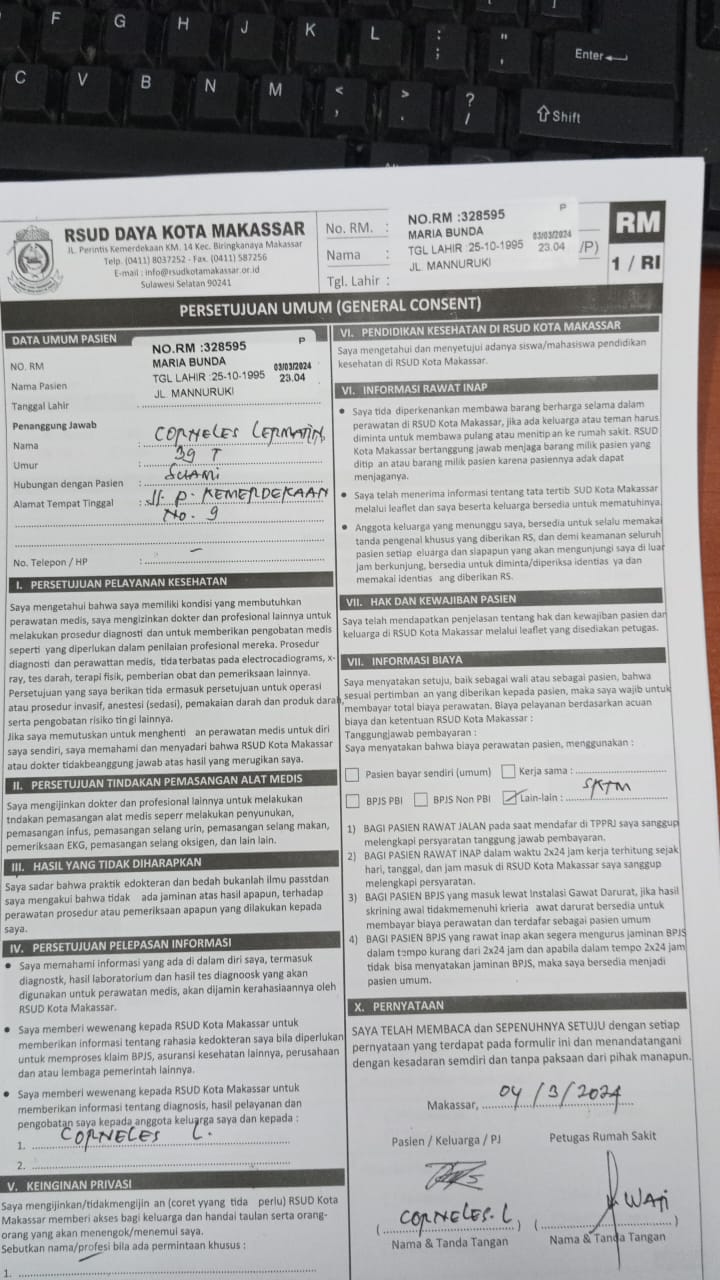 F G H J K L : ; " ' Enter
C V B N M < , > . ? / Shift
RSUD DAYA KOTA MAKASSAR
JL. Perintis Kemerdekaan KM. 14 Kec. Biringkanaya Makassar
Telp. (0411) 8037252 - Fax. (0411) 587256
E-mail : info@rsudkotamakassar.or.id
Sulawesi Selatan 90241
No. RM. :
Nama :
Tgl. Lahir :
P
NO.RM :328595
MARIA BUNDA
03/03/2024
TGL LAHIR :25-10-1995
23.04
/P)
JL. MANNURUKI
RM
1 / RI
PERSETUJUAN UMUM (GENERAL CONSENT)
DATA UMUM PASIEN
P
NO.RM :328595
MARIA BUNDA
03/03/2024
TGL LAHIR :25-10-1995
23.04
JL. MANNURUKI
NO. RM
Nama Pasien
Tanggal Lahir
Penanggung Jawab
Nama : CORNELES LERMATIN
Umur : 39 T
Hubungan dengan Pasien : SUAMI
Alamat Tempat Tinggal : Jl. P. KEMERDEKAAN
No. 9
No. Telepon / HP : -
I. PERSETUJUAN PELAYANAN KESEHATAN
Saya mengetahui bahwa saya memiliki kondisi yang membutuhkan
perawatan medis, saya mengizinkan dokter dan profesional lainnya untuk
melakukan prosedur diagnosti dan untuk memberikan pengobatan medis
seperti yang diperlukan dalam penilaian profesional mereka. Prosedur
diagnosti dan perawattan medis, tida terbatas pada electrocadiograms, x-
ray, tes darah, terapi fisik, pemberian obat dan pemeriksaan lainnya.
Persetujuan yang saya berikan tida ermasuk persetujuan untuk operasi
atau prosedur invasif, anestesi (sedasi), pemakaian darah dan produk darah,
serta pengobatan risiko tingi lainnya.
Jika saya memutuskan untuk menghenti an perawatan medis untuk diri
saya sendiri, saya memahami dan menyadari bahwa RSUD Kota Makassar
atau dokter tidakbeanggung jawab atas hasil yang merugikan saya.
II. PERSETUJUAN TINDAKAN PEMASANGAN ALAT MEDIS
Saya mengijinkan dokter dan profesional lainnya untuk melakukan
tndakan pemasangan alat medis seperr melakukan penyunukan,
pemasangan infus, pemasangan selang urin, pemasangan selang makan,
pemeriksaan EKG, pemasangan selang oksigen, dan lain lain.
III. HASIL YANG TIDAK DIHARAPKAN
Saya sadar bahwa praktik edokteran dan bedah bukanlah ilmu passtdan
saya mengakui bahwa tidak ada jaminan atas hasil apapun, terhadap
perawatan prosedur atau pemeriksaan apapun yang dilakukan kepada
saya.
IV. PERSETUJUAN PELEPASAN INFORMASI
• Saya memahami informasi yang ada di dalam diri saya, termasuk
diagnostk, hasil laboratorium dan hasil tes diagnoosk yang akan
digunakan untuk perawatan medis, akan dijamin kerahasiaannya oleh
RSUD Kota Makassar.
• Saya memberi wewenang kepada RSUD Kota Makassar untuk
memberikan informasi tentang rahasia kedokteran saya bila diperlukan
untuk memproses klaim BPJS, asuransi kesehatan lainnya, perusahaan
dan atau lembaga pemerintah lainnya.
• Saya memberi wewenang kepada RSUD Kota Makassar untuk
memberikan informasi tentang diagnosis, hasil pelayanan dan
pengobatan saya kepada anggota keluarga saya dan kepada :
1. CORNELES L.
2.
V. KEINGINAN PRIVASI
Saya mengijinkan/tidakmengijin an (coret yyang tida perlu) RSUD Kota
Makassar memberi akses bagi keluarga dan handai taulan serta orang-
orang yang akan menengok/menemui saya.
Sebutkan nama/profesi bila ada permintaan khusus :
1.
VI. PENDIDIKAN KESEHATAN DI RSUD KOTA MAKASSAR
Saya mengetahui dan menyetujui adanya siswa/mahasiswa pendidikan
kesehatan di RSUD Kota Makassar.
VI. INFORMASI RAWAT INAP
• Saya tida diperkenankan membawa barang berharga selama dalam
perawatan di RSUD Kota Makassar, jika ada keluarga atau teman harus
diminta untuk membawa pulang atau menitip an ke rumah sakit. RSUD
Kota Makassar bertanggung jawab menjaga barang milik pasien yang
ditip an atau barang milik pasien karena pasiennya adak dapat
menjaganya.
• Saya telah menerima informasi tentang tata tertib SUD Kota Makassar
melalui leaflet dan saya beserta keluarga bersedia untuk mematuhinya.
• Anggota keluarga yang menunggu saya, bersedia untuk selalu memakai
tanda pengenal khusus yang diberikan RS, dan demi keamanan seluruh
pasien setiap eluarga dan siapapun yang akan mengunjungi saya di luar
jam berkunjung, bersedia untuk diminta/diperiksa identias ya dan
memakai identias ang diberikan RS.
VII. HAK DAN KEWAJIBAN PASIEN
Saya telah mendapatkan penjelasan tentang hak dan kewajiban pasien dan
keluarga di RSUD Kota Makassar melalui leaflet yang disediakan petugas.
VII. INFORMASI BIAYA
Saya menyatakan setuju, baik sebagai wali atau sebagai pasien, bahwa
sesuai pertimban an yang diberikan kepada pasien, maka saya wajib untuk
membayar total biaya perawatan. Biaya pelayanan berdasarkan acuan
biaya dan ketentuan RSUD Kota Makassar :
Tanggungjawab pembayaran :
Saya menyatakan bahwa biaya perawatan pasien, menggunakan :
Pasien bayar sendiri (umum) Kerja sama :
BPJS PBI BPJS Non PBI Lain-lain : SKTM
1) BAGI PASIEN RAWAT JALAN pada saat mendafar di TPPRJ saya sanggup
melengkapi persyaratan tanggung jawab pembayaran.
2) BAGI PASIEN RAWAT INAP dalam waktu 2x24 jam kerja terhitung sejak
hari, tanggal, dan jam masuk di RSUD Kota Makassar saya sanggup
melengkapi persyaratan.
3) BAGI PASIEN BPJS yang masuk lewat Instalasi Gawat Darurat, jika hasil
skrining awai tidakmemenuhi krieria awat darurat bersedia untuk
membayar biaya perawatan dan terdafar sebagai pasien umum
4) BAGI PASIEN BPJS yang rawat inap akan segera mengurus jaminan BPJS
dalam tempo kurang dari 2x24 jam dan apabila dalam tempo 2x24 jam
tidak bisa menyatakan jaminan BPJS, maka saya bersedia menjadi
pasien umum.
X. PERNYATAAN
SAYA TELAH MEMBACA dan SEPENUHNYA SETUJU dengan setiap
pernyataan yang terdapat pada formulir ini dan menandatangani
dengan kesadaran semdiri dan tanpa paksaan dari pihak manapun.
Makassar, 04/3/2024
Pasien / Keluarga / PJ Petugas Rumah Sakit
( CORNELES. L ) ( WATI )
Nama & Tanda Tangan Nama & Tanda Tangan